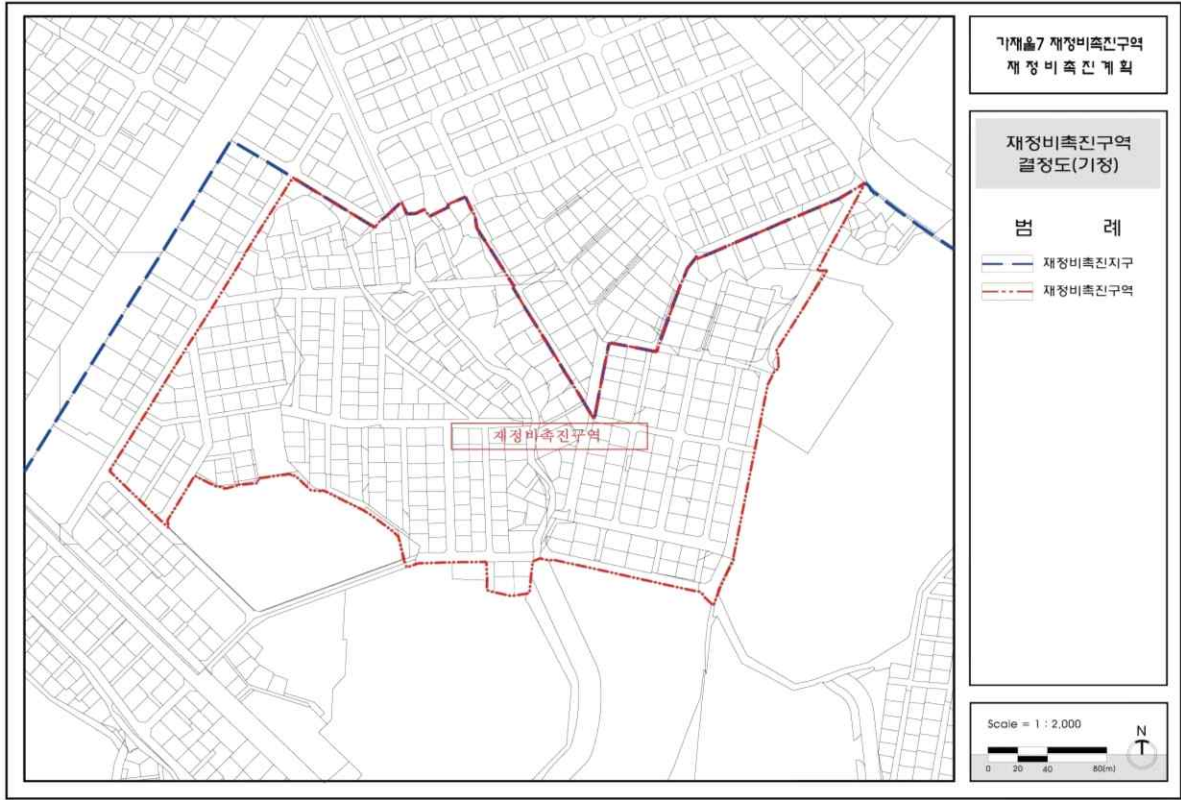 가재울7 재정비촉진구역
재 정 비 촉 진 계 획
재정비촉진구역
결정도(기정)
범 례
재정비촉진지구
재정비촉진구역
재정비촉진구역
Scale = 1 : 2,000
N
0 20 40 80(m)